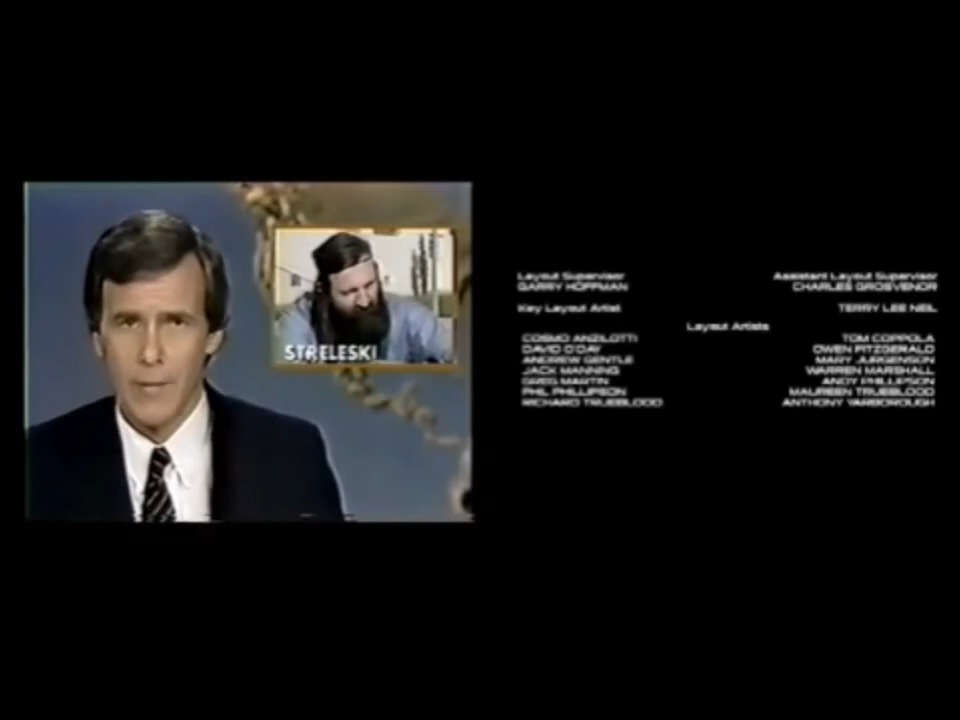 STRELESKI
Layout Supervisor
GARRY HOFFMAN
Assistant Layout Supervisor
CHARLES GROSVENOR
Key Layout Artist
TERRY LEE NEIL
Layout Artists
COSMO ANZILOTTI
TOM COPPOLA
DAVID O'DAY
OWEN FITZGERALD
ANDREW GENTLE
MARY JURGENSON
JACK MANNING
WARREN MARSHALL
GREG MARTIN
ANDY PHILLIPSON
PHIL PHILLIPSON
MAUREEN TRUEBLOOD
RICHARD TRUEBLOOD
ANTHONY YARBOROUGH